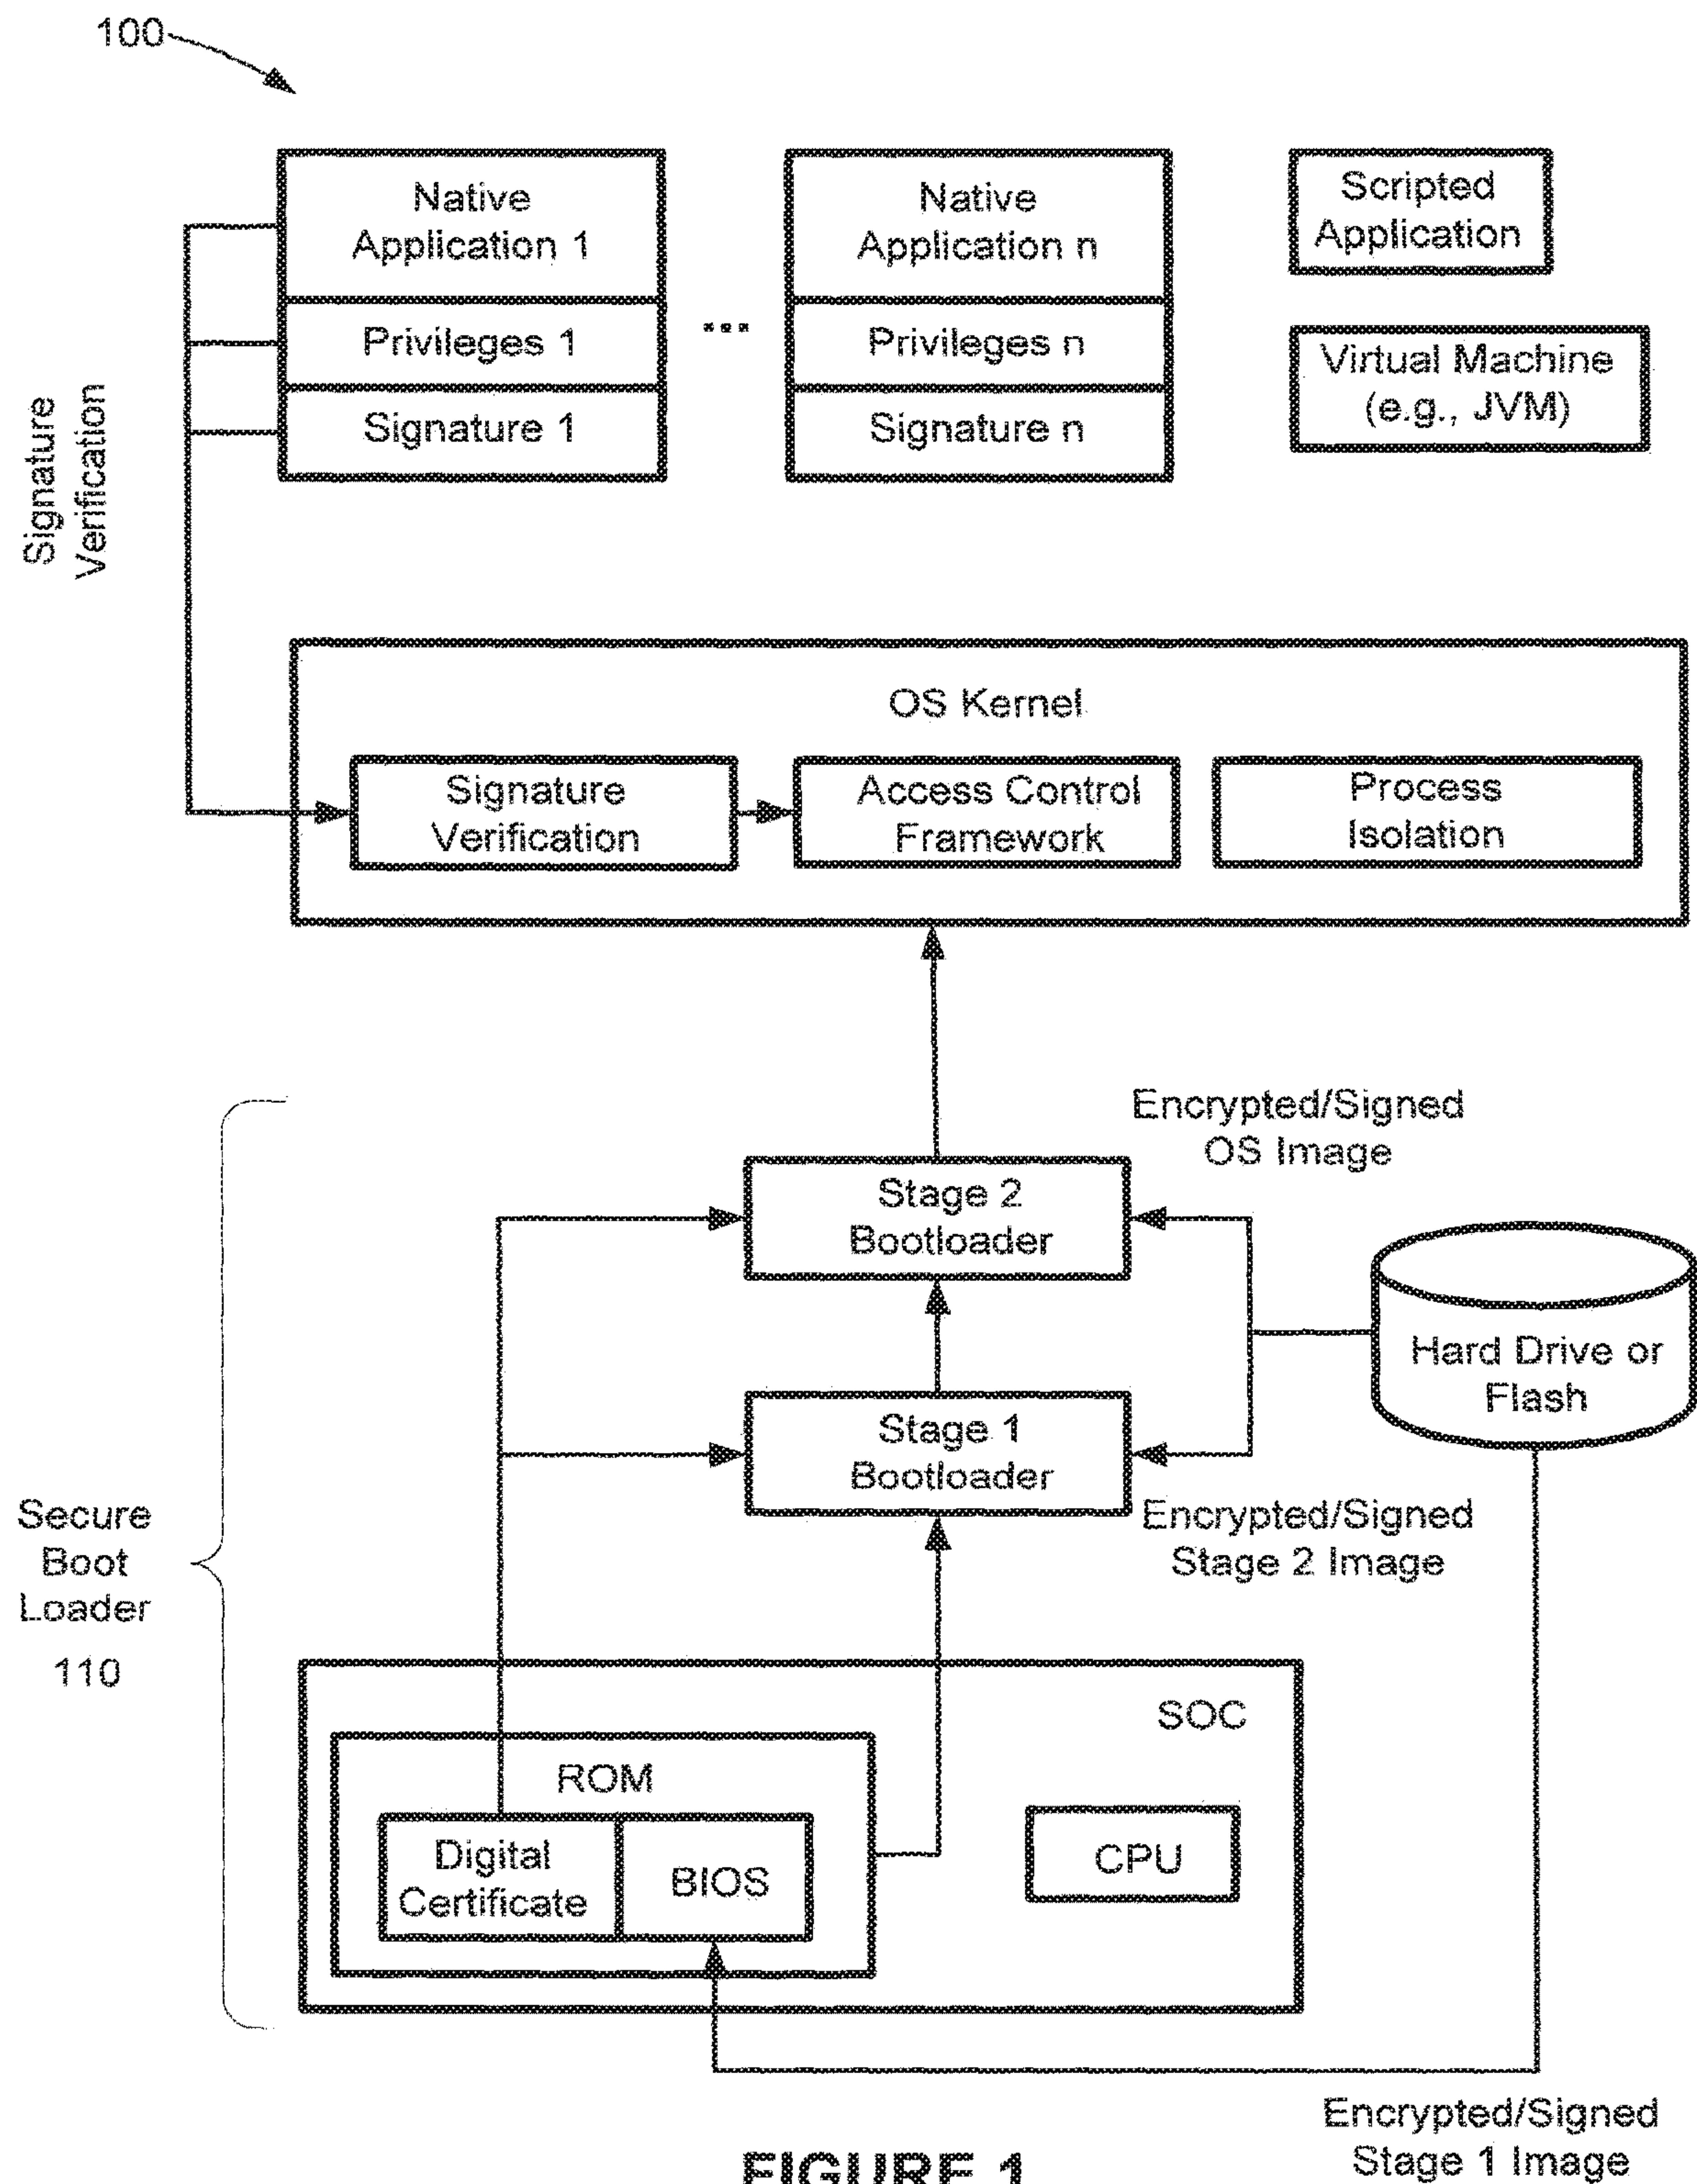 100
Native
Application 1
Privileges 1
Signature 1
...
Native
Application n
Privileges n
Signature n
Scripted
Application
Virtual Machine
(e.g., JVM)
Signature
Verification
OS Kernel
Signature
Verification
Access Control
Framework
Process
Isolation
Encrypted/Signed
OS Image
Stage 2
Bootloader
Hard Drive or
Flash
Stage 1
Bootloader
Encrypted/Signed
Stage 2 Image
Secure
Boot
Loader
110
SOC
ROM
Digital
Certificate
BIOS
CPU
Encrypted/Signed
Stage 1 Image
FIGURE 1